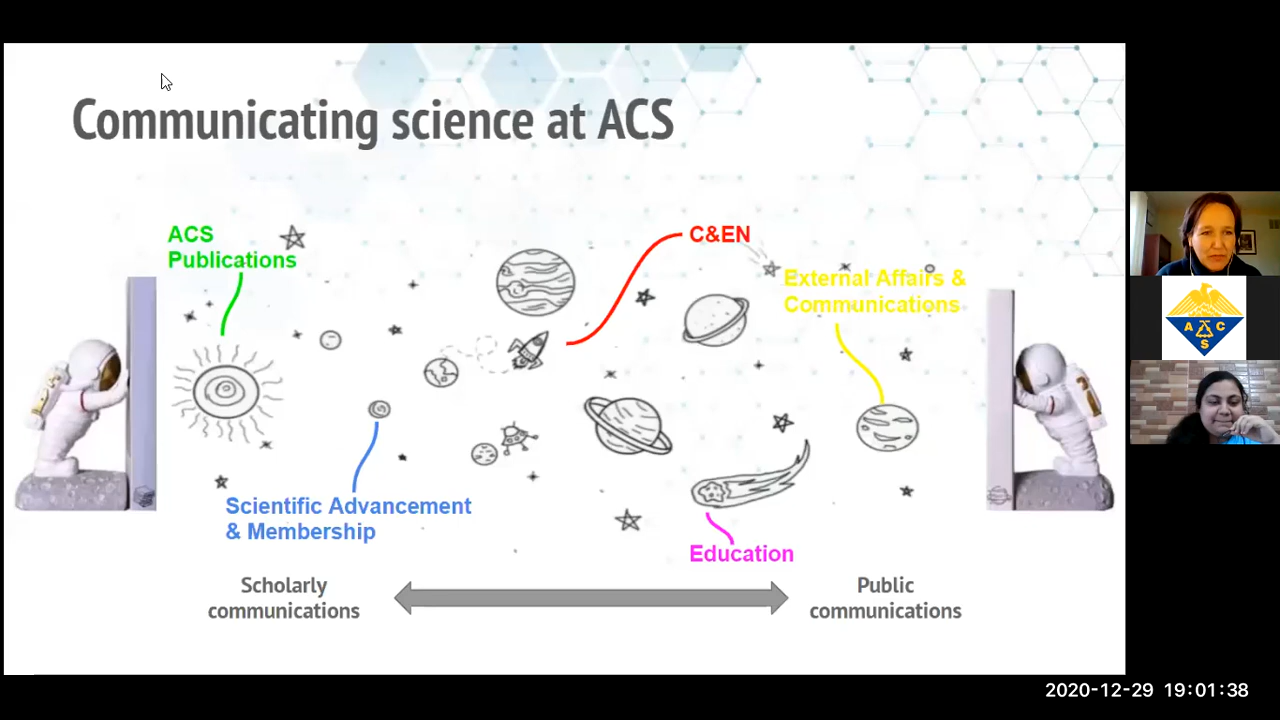 Communicating science at ACS
ACS
Publications
C&EN
External Affairs &
Communications
Scientific Advancement
& Membership
Education
Scholarly
communications
Public
communications
A C
S
2020-12-29 19:01:38